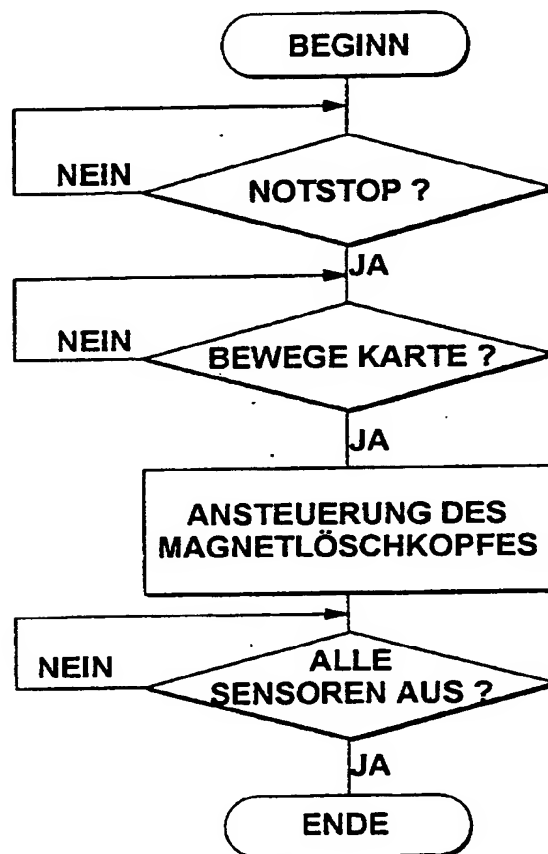 BEGINN
NEIN
NOTSTOP ?
JA
NEIN
BEWEGE KARTE ?
JA
ANSTEUERUNG DES
MAGNETLÖSCHKOPFES
NEIN
ALLE
SENSOREN AUS ?
JA
ENDE